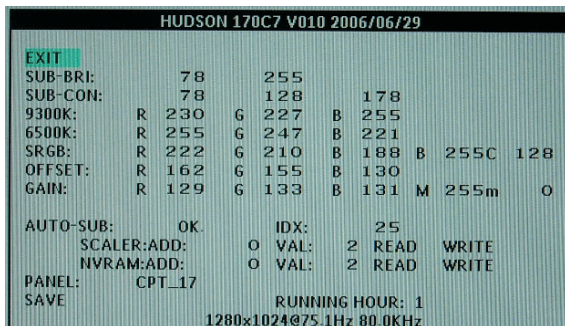 HUDSON 170C7 V010 2006/06/29
EXIT
SUB-BRI: 78 255
SUB-CON: 78 128 178
9300K: R 230 G 227 B 255
6500K: R 255 G 247 B 221
SRGB: R 222 G 210 B 188 B 255C 128
OFFSET: R 162 G 155 B 130
GAIN: R 129 G 133 B 131 M 255m 0
AUTO-SUB: OK. IDX: 25
SCALER:ADD: 0 VAL: 2 READ WRITE
NVRAM:ADD: 0 VAL: 2 READ WRITE
PANEL: CPT_17
SAVE RUNNING HOUR: 1
1280x1024@75.1Hz 80.0KHz